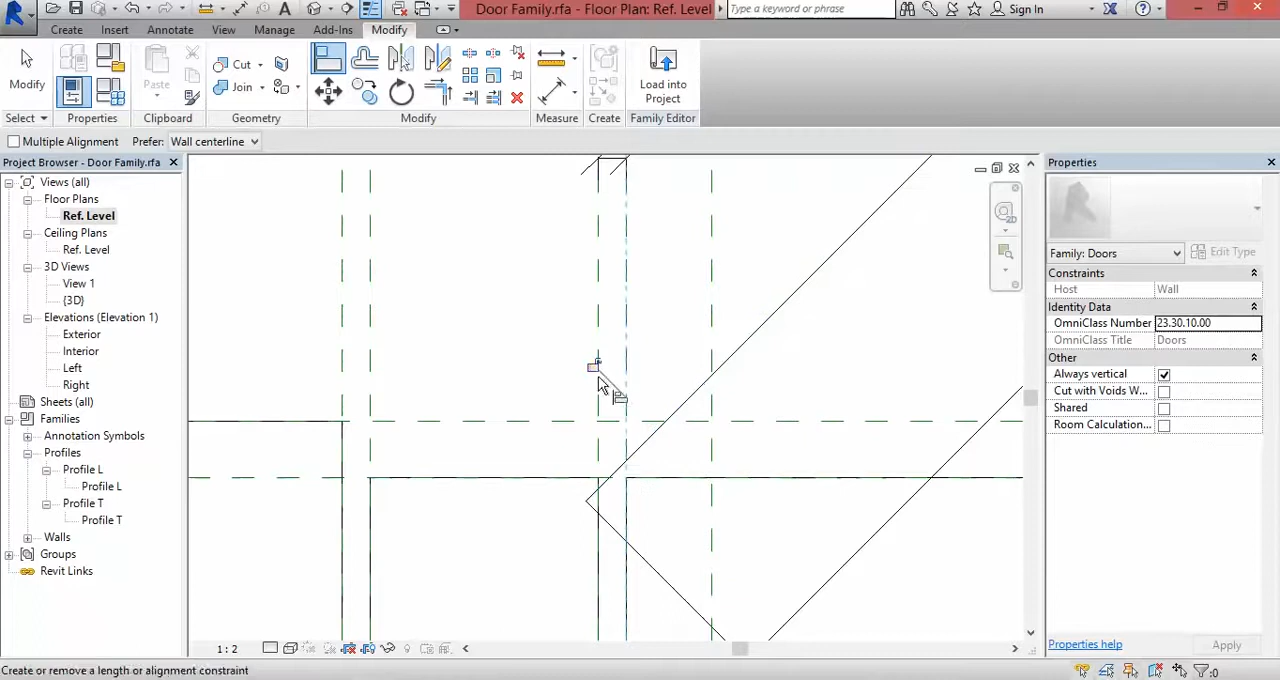 Door Family.rfa - Floor Plan: Ref. Level
Type a keyword or phrase
Sign In
Create Insert Annotate View Manage Add-Ins Modify
Modify
Paste
Cut
Join
Load into
Project
Select Properties Clipboard Geometry Modify Measure Create Family Editor
Multiple Alignment Prefer: Wall centerline
Project Browser - Door Family.rfa
Views (all)
Floor Plans
Ref. Level
Ceiling Plans
Ref. Level
3D Views
View 1
{3D}
Elevations (Elevation 1)
Exterior
Interior
Left
Right
Sheets (all)
Families
Annotation Symbols
Profiles
Profile L
Profile L
Profile T
Profile T
Walls
Groups
Revit Links
2D
Properties
Family: Doors Edit Type
Constraints
Host Wall
Identity Data
OmniClass Number 23.30.10.00
OmniClass Title Doors
Other
Always vertical
Cut with Voids W...
Shared
Room Calculation...
Properties help Apply
1 : 2
Create or remove a length or alignment constraint
:0